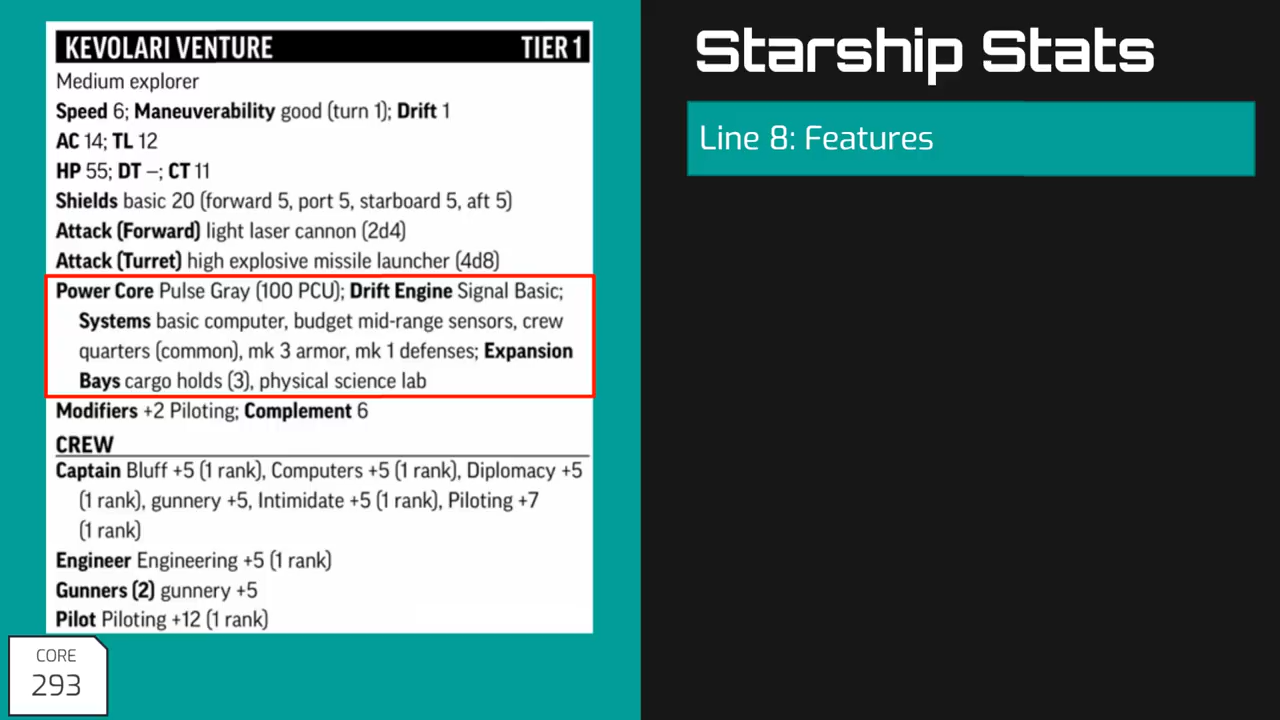 KEVOLARI VENTURE TIER 1
Medium explorer
Speed 6; Maneuverability good (turn 1); Drift 1
AC 14; TL 12
HP 55; DT –; CT 11
Shields basic 20 (forward 5, port 5, starboard 5, aft 5)
Attack (Forward) light laser cannon (2d4)
Attack (Turret) high explosive missile launcher (4d8)
Power Core Pulse Gray (100 PCU); Drift Engine Signal Basic;
Systems basic computer, budget mid-range sensors, crew
quarters (common), mk 3 armor, mk 1 defenses; Expansion
Bays cargo holds (3), physical science lab
Modifiers +2 Piloting; Complement 6
CREW
Captain Bluff +5 (1 rank), Computers +5 (1 rank), Diplomacy +5
(1 rank), gunnery +5, Intimidate +5 (1 rank), Piloting +7
(1 rank)
Engineer Engineering +5 (1 rank)
Gunners (2) gunnery +5
Pilot Piloting +12 (1 rank)
CORE
293
Starship Stats
Line 8: Features